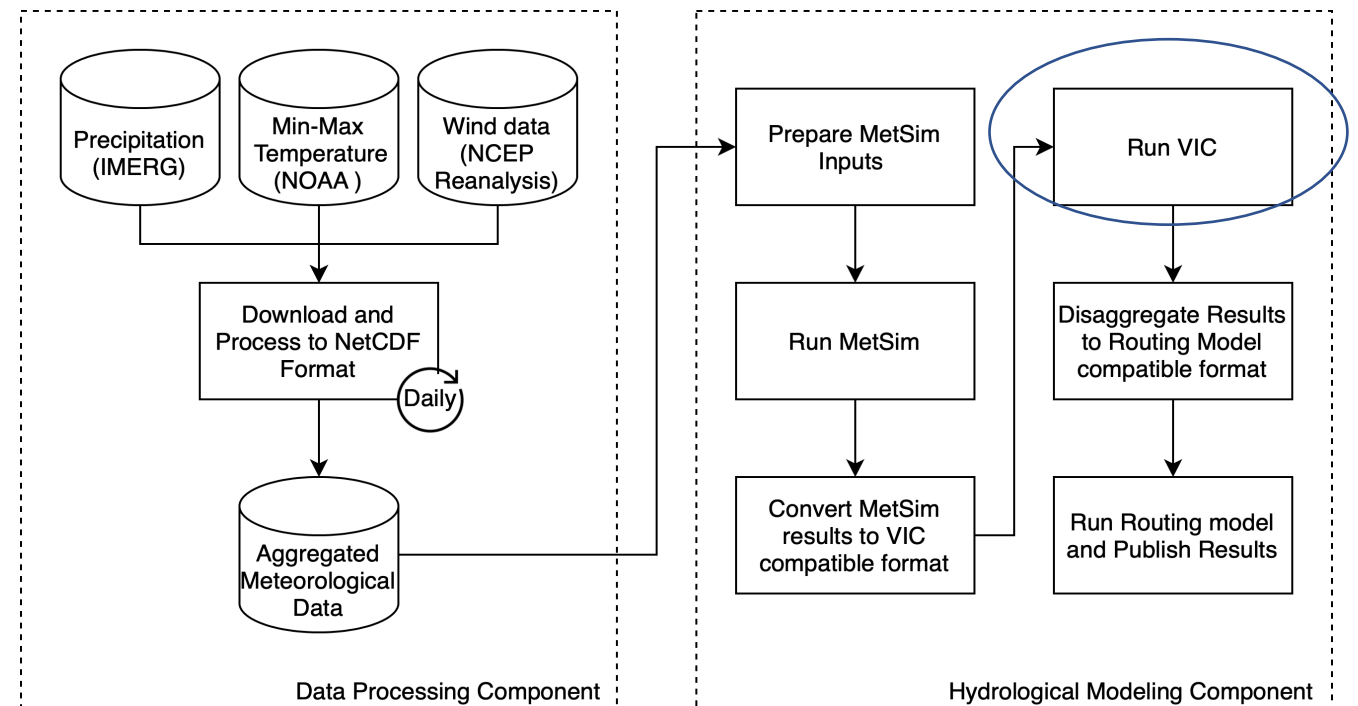 Precipitation
(IMERG)
Min-Max
Temperature
(NOAA )
Wind data
(NCEP
Reanalysis)
Download and
Process to NetCDF
Format
Daily
Aggregated
Meteorological
Data
Data Processing Component
Prepare MetSim
Inputs
Run MetSim
Convert MetSim
results to VIC
compatible format
Run VIC
Disaggregate Results
to Routing Model
compatible format
Run Routing model
and Publish Results
Hydrological Modeling Component